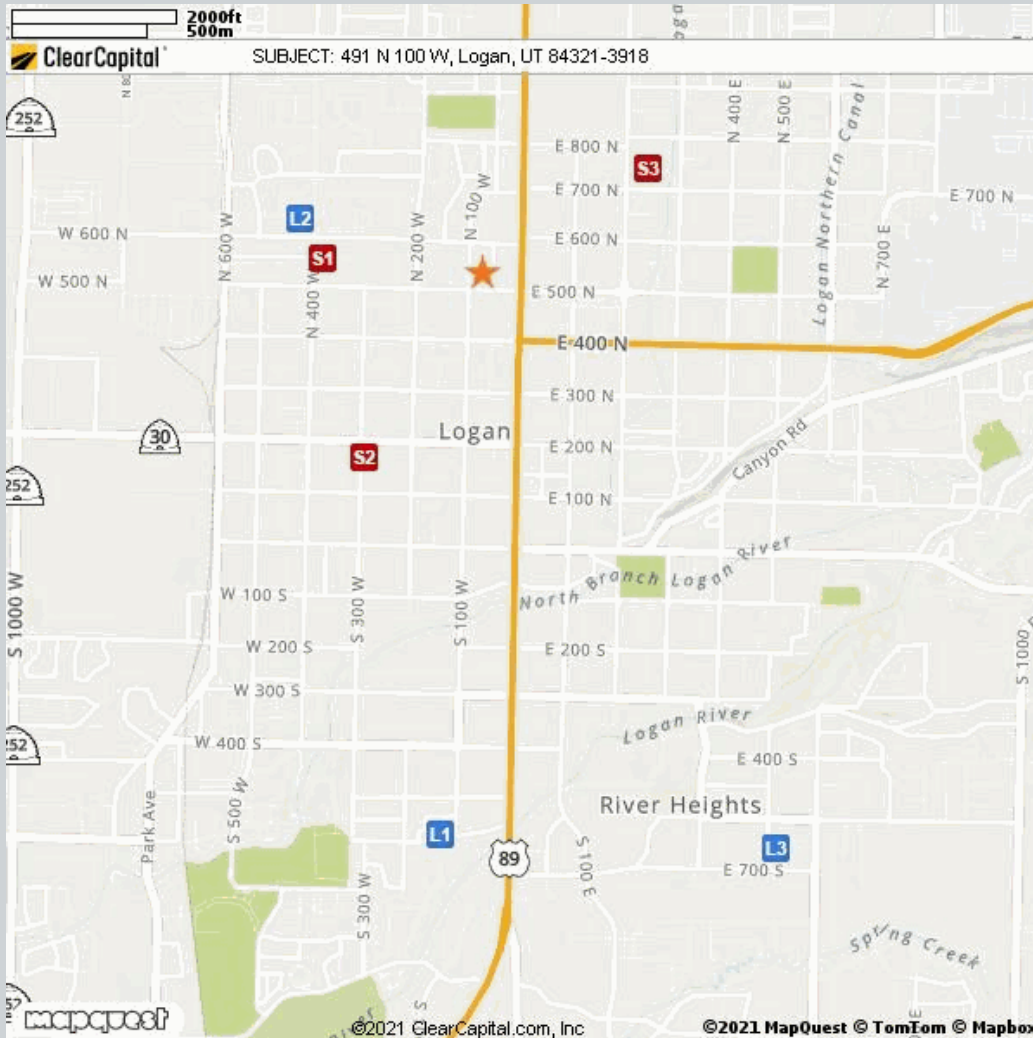 2000ft
500m
ClearCapital
SUBJECT: 491 N 100 W, Logan, UT 84321-3918
252
N 400 E
N 500 E
Logan Northern Canal
E 800 N
S3
E 700 N
E 700 N
N 100 W
L2
N 600 W
N 200 W
W 600 N
E 600 N
S1
N 700 E
W 500 N
E 500 N
N 400 W
E 400 N
E 300 N
Logan
30
E 200 N
Canyon Rd
S2
252
E 100 N
North Branch Logan River
W 100 S
S 300 W
S 100 W
S 1000 W
W 200 S
E 200 S
S 1000
W 300 S
Logan River
252
W 400 S
E 400 S
River Heights
Park Ave
S 500 W
L1
L3
89
S 100 E
E 700 S
S 300 W
Spring Creek
mapquest
©2021 ClearCapital.com, Inc
©2021 MapQuest © TomTom © Mapbox